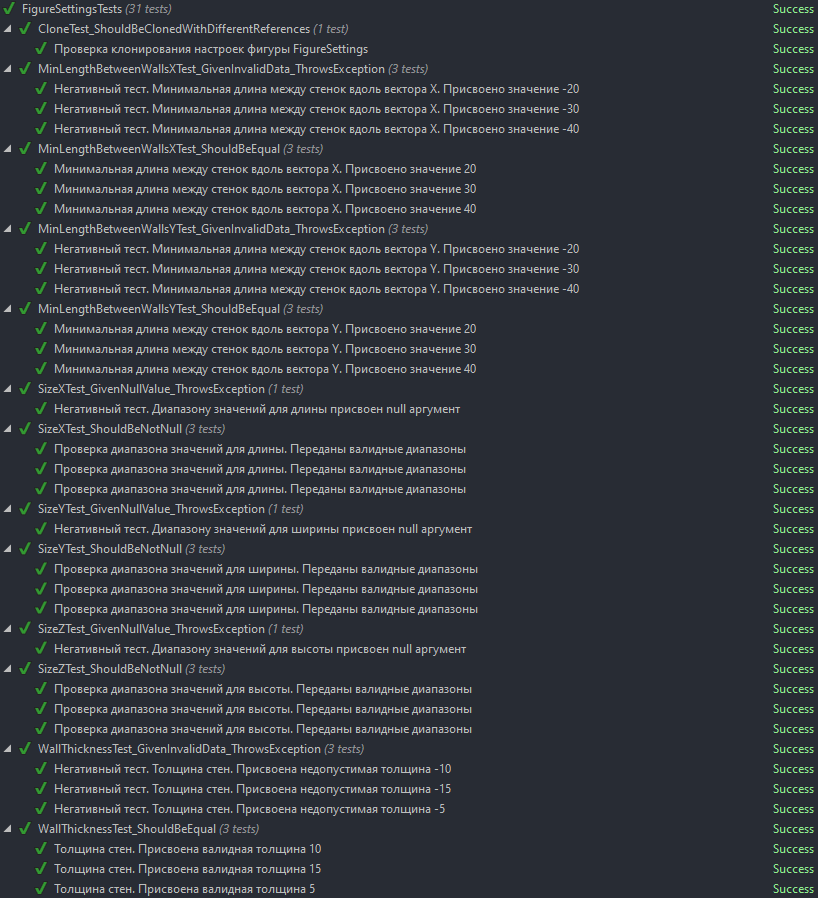 FigureSettingsTests (31 tests) Success
CloneTest_ShouldBeClonedWithDifferentReferences (1 test) Success
Проверка клонирования настроек фигуры FigureSettings Success
MinLengthBetweenWallsXTest_GivenInvalidData_ThrowsException (3 tests) Success
Негативный тест. Минимальная длина между стенок вдоль вектора X. Присвоено значение -20 Success
Негативный тест. Минимальная длина между стенок вдоль вектора X. Присвоено значение -30 Success
Негативный тест. Минимальная длина между стенок вдоль вектора X. Присвоено значение -40 Success
MinLengthBetweenWallsXTest_ShouldBeEqual (3 tests) Success
Минимальная длина между стенок вдоль вектора X. Присвоено значение 20 Success
Минимальная длина между стенок вдоль вектора X. Присвоено значение 30 Success
Минимальная длина между стенок вдоль вектора X. Присвоено значение 40 Success
MinLengthBetweenWallsYTest_GivenInvalidData_ThrowsException (3 tests) Success
Негативный тест. Минимальная длина между стенок вдоль вектора Y. Присвоено значение -20 Success
Негативный тест. Минимальная длина между стенок вдоль вектора Y. Присвоено значение -30 Success
Негативный тест. Минимальная длина между стенок вдоль вектора Y. Присвоено значение -40 Success
MinLengthBetweenWallsYTest_ShouldBeEqual (3 tests) Success
Минимальная длина между стенок вдоль вектора Y. Присвоено значение 20 Success
Минимальная длина между стенок вдоль вектора Y. Присвоено значение 30 Success
Минимальная длина между стенок вдоль вектора Y. Присвоено значение 40 Success
SizeXTest_GivenNullValue_ThrowsException (1 test) Success
Негативный тест. Диапазону значений для длины присвоен null аргумент Success
SizeXTest_ShouldBeNotNull (3 tests) Success
Проверка диапазона значений для длины. Переданы валидные диапазоны Success
Проверка диапазона значений для длины. Переданы валидные диапазоны Success
Проверка диапазона значений для длины. Переданы валидные диапазоны Success
SizeYTest_GivenNullValue_ThrowsException (1 test) Success
Негативный тест. Диапазону значений для ширины присвоен null аргумент Success
SizeYTest_ShouldBeNotNull (3 tests) Success
Проверка диапазона значений для ширины. Переданы валидные диапазоны Success
Проверка диапазона значений для ширины. Переданы валидные диапазоны Success
Проверка диапазона значений для ширины. Переданы валидные диапазоны Success
SizeZTest_GivenNullValue_ThrowsException (1 test) Success
Негативный тест. Диапазону значений для высоты присвоен null аргумент Success
SizeZTest_ShouldBeNotNull (3 tests) Success
Проверка диапазона значений для высоты. Переданы валидные диапазоны Success
Проверка диапазона значений для высоты. Переданы валидные диапазоны Success
Проверка диапазона значений для высоты. Переданы валидные диапазоны Success
WallThicknessTest_GivenInvalidData_ThrowsException (3 tests) Success
Негативный тест. Толщина стен. Присвоена недопустимая толщина -10 Success
Негативный тест. Толщина стен. Присвоена недопустимая толщина -15 Success
Негативный тест. Толщина стен. Присвоена недопустимая толщина -5 Success
WallThicknessTest_ShouldBeEqual (3 tests) Success
Толщина стен. Присвоена валидная толщина 10 Success
Толщина стен. Присвоена валидная толщина 15 Success
Толщина стен. Присвоена валидная толщина 5 Success